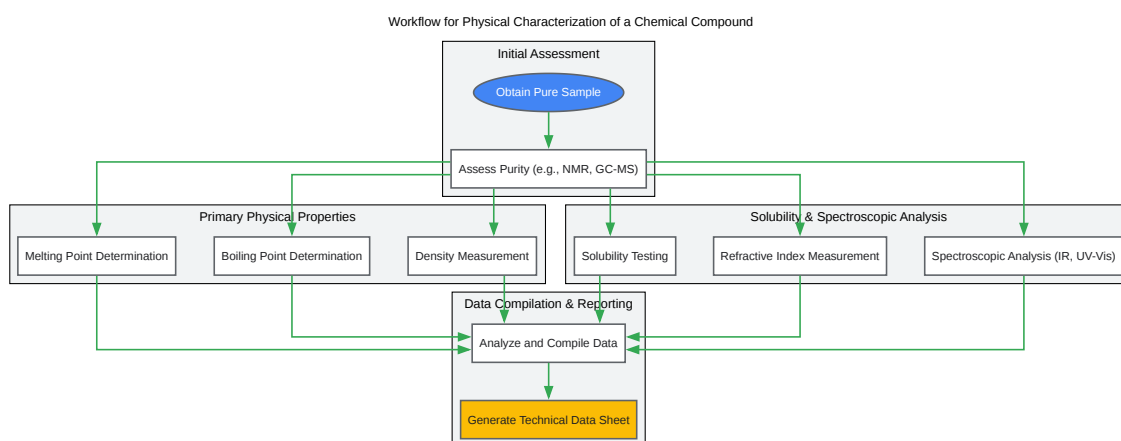 Workflow for Physical Characterization of a Chemical Compound
Initial Assessment
Obtain Pure Sample
Assess Purity (e.g., NMR, GC-MS)
Primary Physical Properties
Solubility & Spectroscopic Analysis
Melting Point Determination
Boiling Point Determination
Density Measurement
Solubility Testing
Refractive Index Measurement
Spectroscopic Analysis (IR, UV-Vis)
Data Compilation & Reporting
Analyze and Compile Data
Generate Technical Data Sheet